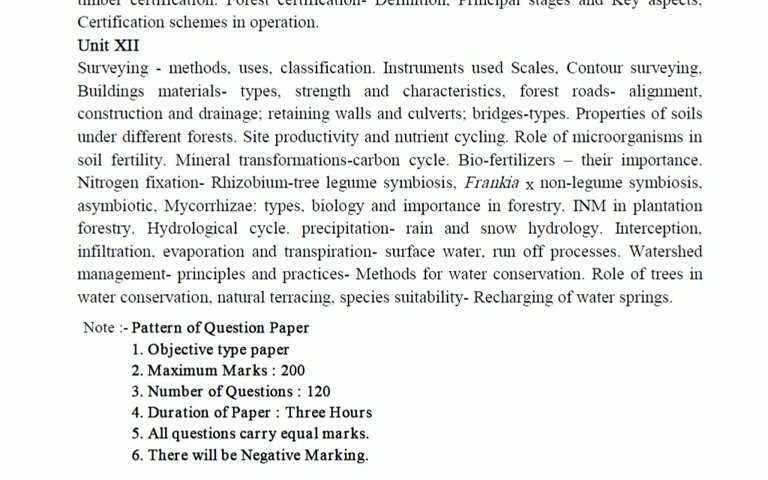 timber certification. Forest certification- Definition, Principal stages and Key aspects,
Certification schemes in operation.
Unit XII
Surveying - methods, uses, classification. Instruments used Scales, Contour surveying,
Buildings materials- types, strength and characteristics, forest roads- alignment,
construction and drainage; retaining walls and culverts; bridges-types. Properties of soils
under different forests. Site productivity and nutrient cycling. Role of microorganisms in
soil fertility. Mineral transformations-carbon cycle. Bio-fertilizers – their importance.
Nitrogen fixation- Rhizobium-tree legume symbiosis, Frankia x non-legume symbiosis,
asymbiotic, Mycorrhizae: types, biology and importance in forestry. INM in plantation
forestry. Hydrological cycle. precipitation- rain and snow hydrology. Interception,
infiltration, evaporation and transpiration- surface water, run off processes. Watershed
management- principles and practices- Methods for water conservation. Role of trees in
water conservation, natural terracing, species suitability- Recharging of water springs.
Note :- Pattern of Question Paper
1. Objective type paper
2. Maximum Marks : 200
3. Number of Questions : 120
4. Duration of Paper : Three Hours
5. All questions carry equal marks.
6. There will be Negative Marking.